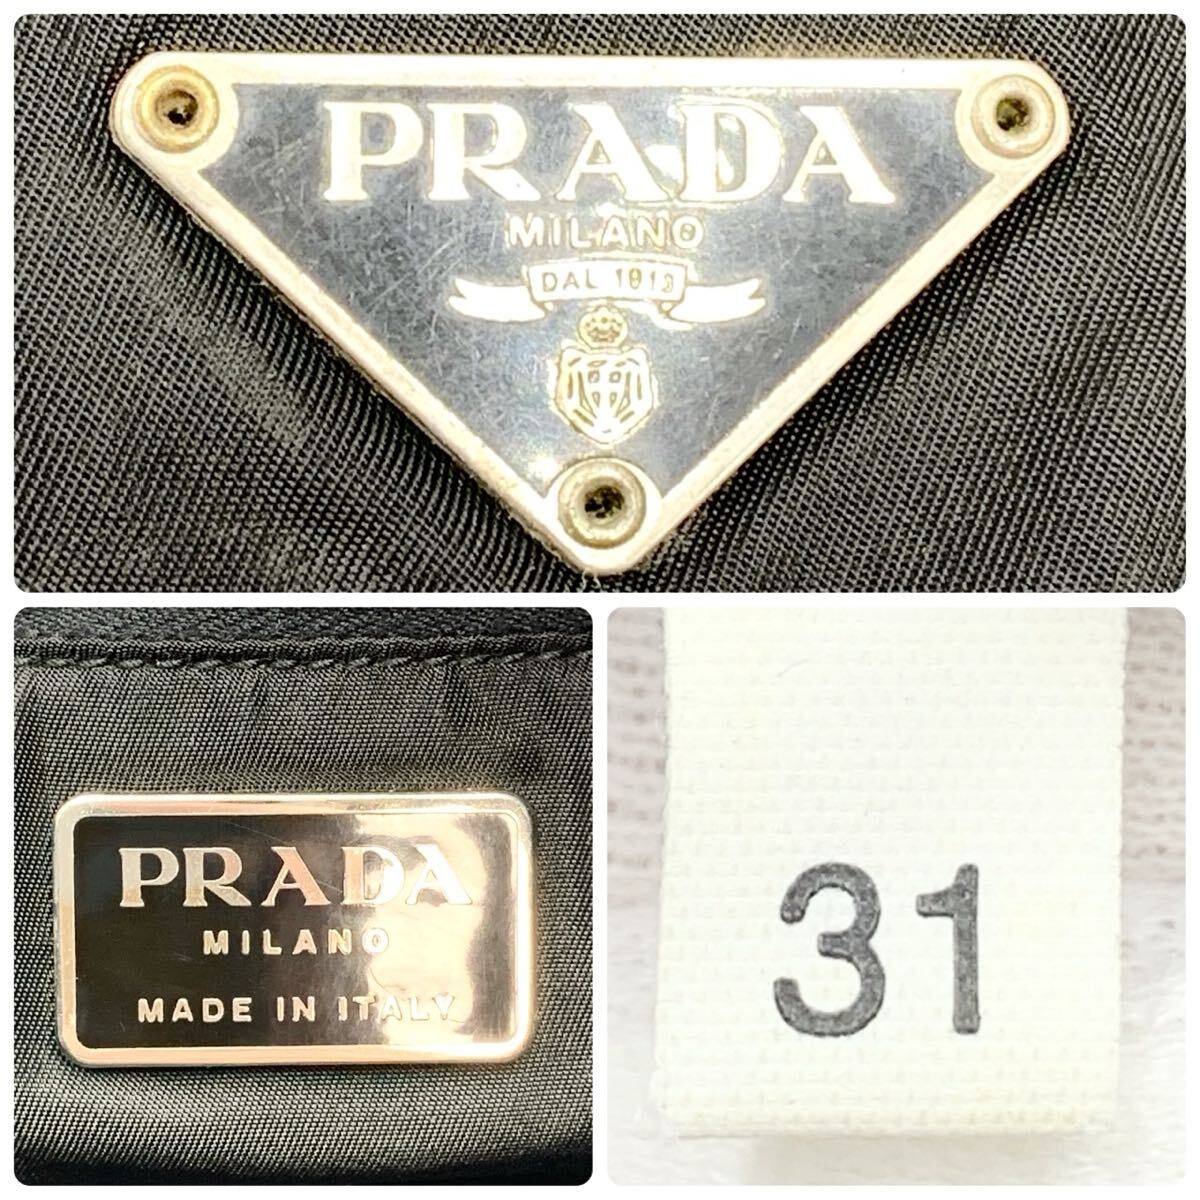 PRADA
MILANO
DAL 1913
PRADA
MILANO
MADE IN ITALY
31